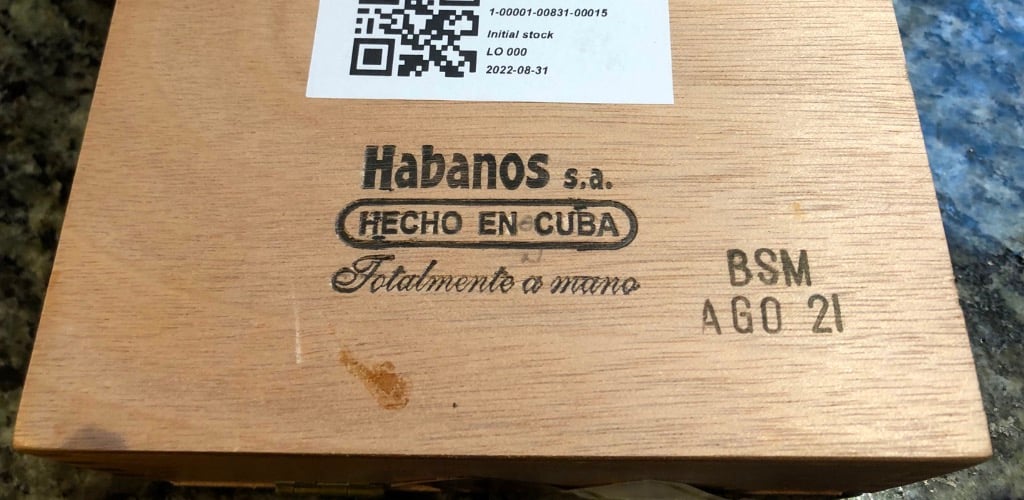 1-00001-00831-00015
Initial stock
LO 000
2022-08-31
Habanos s.a.
HECHO EN CUBA
Totalmente a mano
BSM
AGO 21